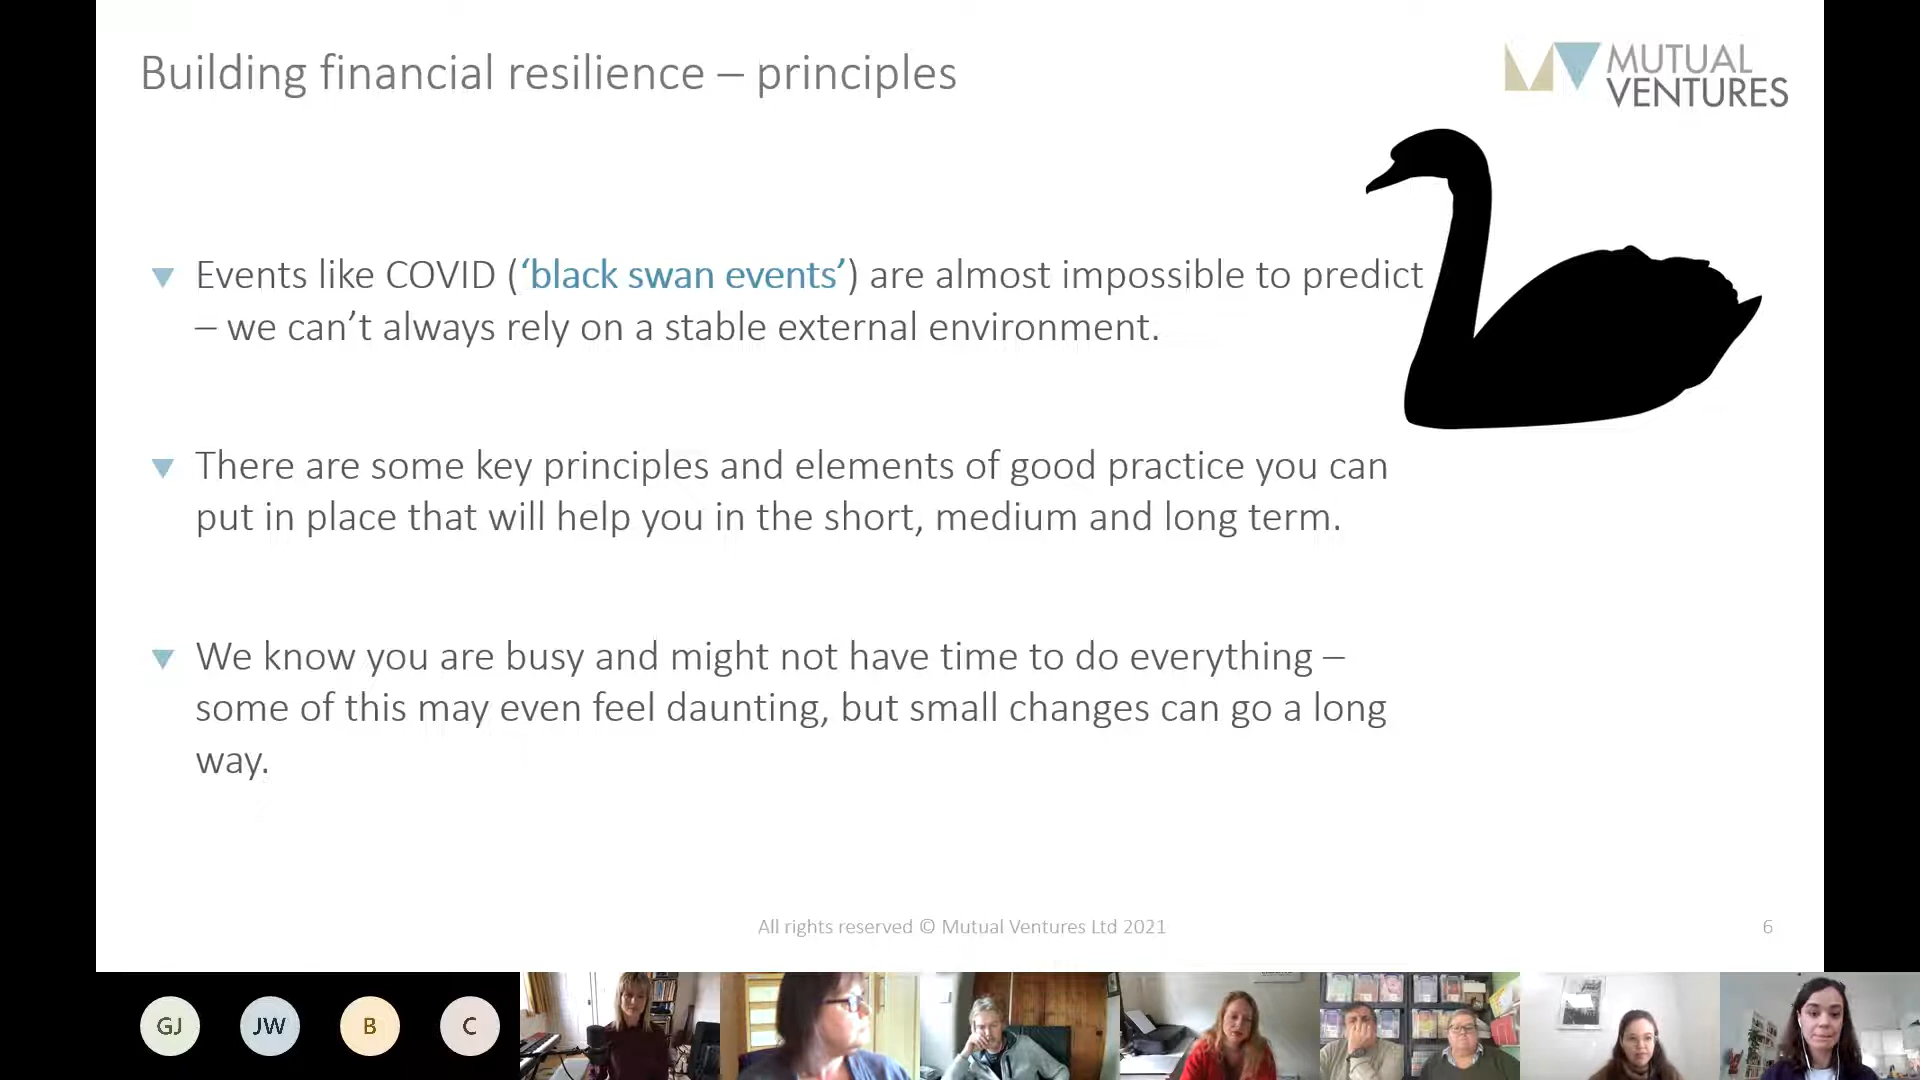 Building financial resilience – principles
MUTUAL
VENTURES
Events like COVID (‘black swan events’) are almost impossible to predict
– we can’t always rely on a stable external environment.
There are some key principles and elements of good practice you can
put in place that will help you in the short, medium and long term.
We know you are busy and might not have time to do everything –
some of this may even feel daunting, but small changes can go a long
way.
All rights reserved © Mutual Ventures Ltd 2021
6
GJ
JW
B
C